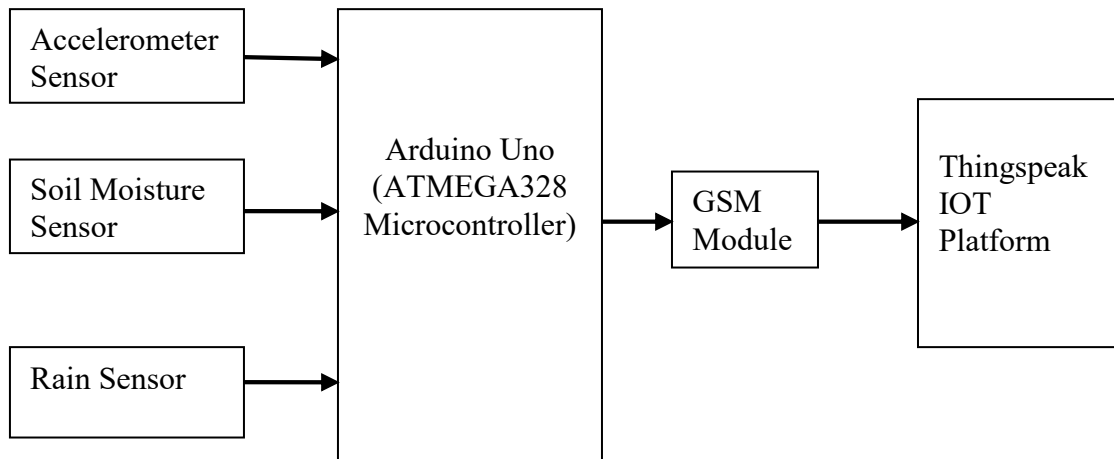 Accelerometer
Sensor
Soil Moisture
Sensor
Rain Sensor
Arduino Uno
(ATMEGA328
Microcontroller)
GSM
Module
Thingspeak
IOT
Platform